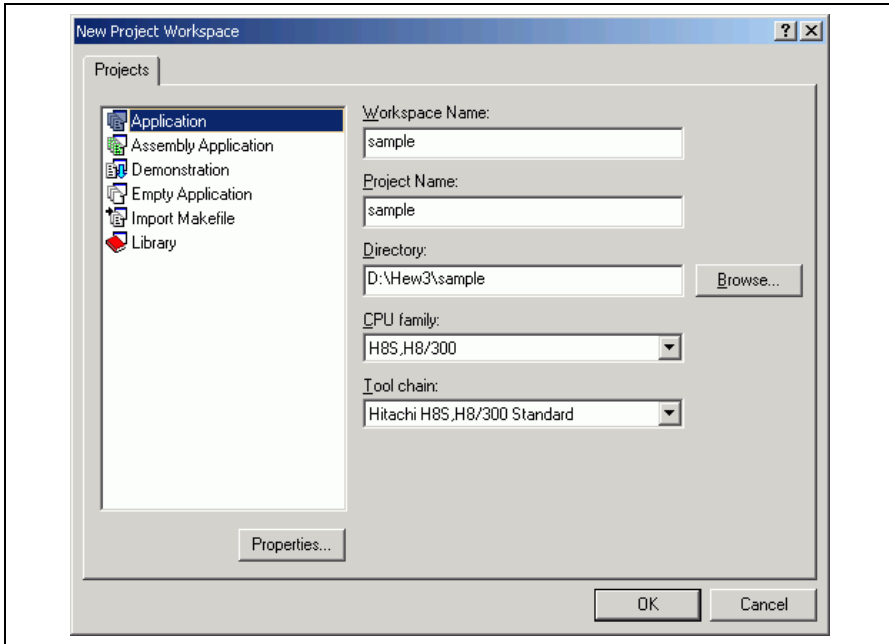 New Project Workspace
Projects
Application
Assembly Application
Demonstration
Empty Application
Import Makefile
Library
Properties...
Workspace Name:
sample
Project Name:
sample
Directory:
D:\Hew3\sample
Browse...
CPU family:
H8S,H8/300
Tool chain:
Hitachi H8S,H8/300 Standard
OK
Cancel